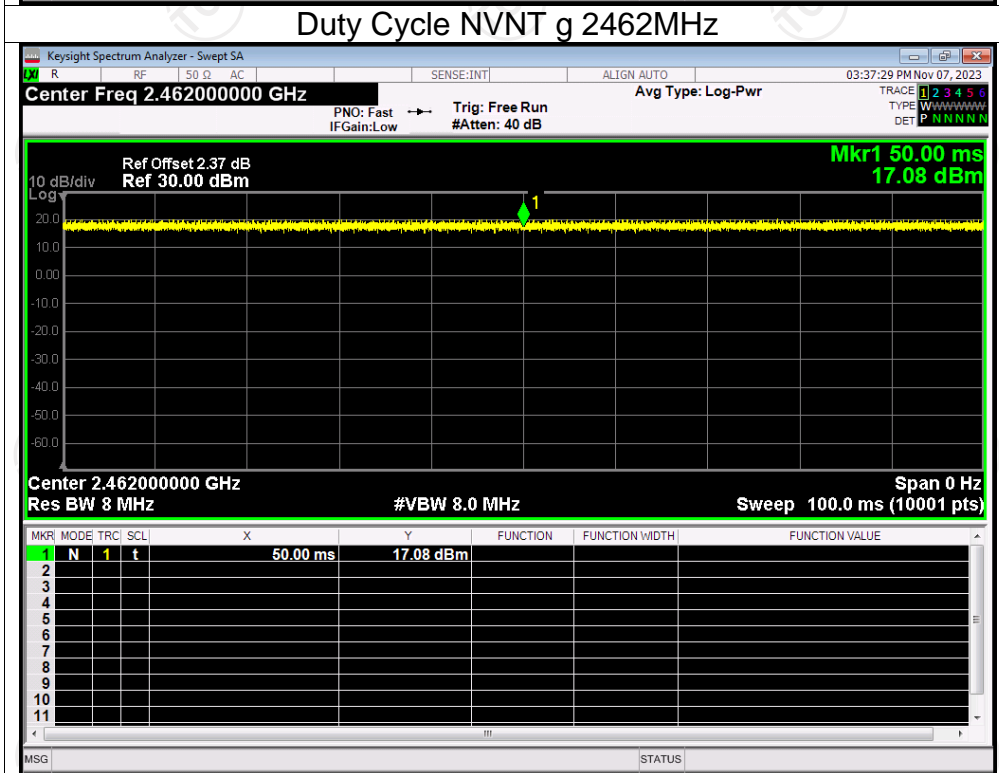 Duty Cycle NVNT g 2462MHz
Keysight Spectrum Analyzer - Swept SA
LXI R RF 50 Ω AC SENSE:INT ALIGN AUTO 03:37:29 PM Nov 07, 2023
Center Freq 2.462000000 GHz Avg Type: Log-Pwr TRACE 1 2 3 4 5 6
PNO: Fast Trig: Free Run TYPE WWWWWW
IFGain:Low #Atten: 40 dB DET P N N N N N
Mkr1 50.00 ms
17.08 dBm
Ref Offset 2.37 dB
10 dB/div Ref 30.00 dBm
Log
1
20.0
10.0
0.00
-10.0
-20.0
-30.0
-40.0
-50.0
-60.0
Center 2.462000000 GHz Span 0 Hz
Res BW 8 MHz #VBW 8.0 MHz Sweep 100.0 ms (10001 pts)
MKR MODE TRC SCL X Y FUNCTION FUNCTION WIDTH FUNCTION VALUE
1 N 1 t 50.00 ms 17.08 dBm
2
3
4
5
6
7
8
9
10
11
MSG STATUS